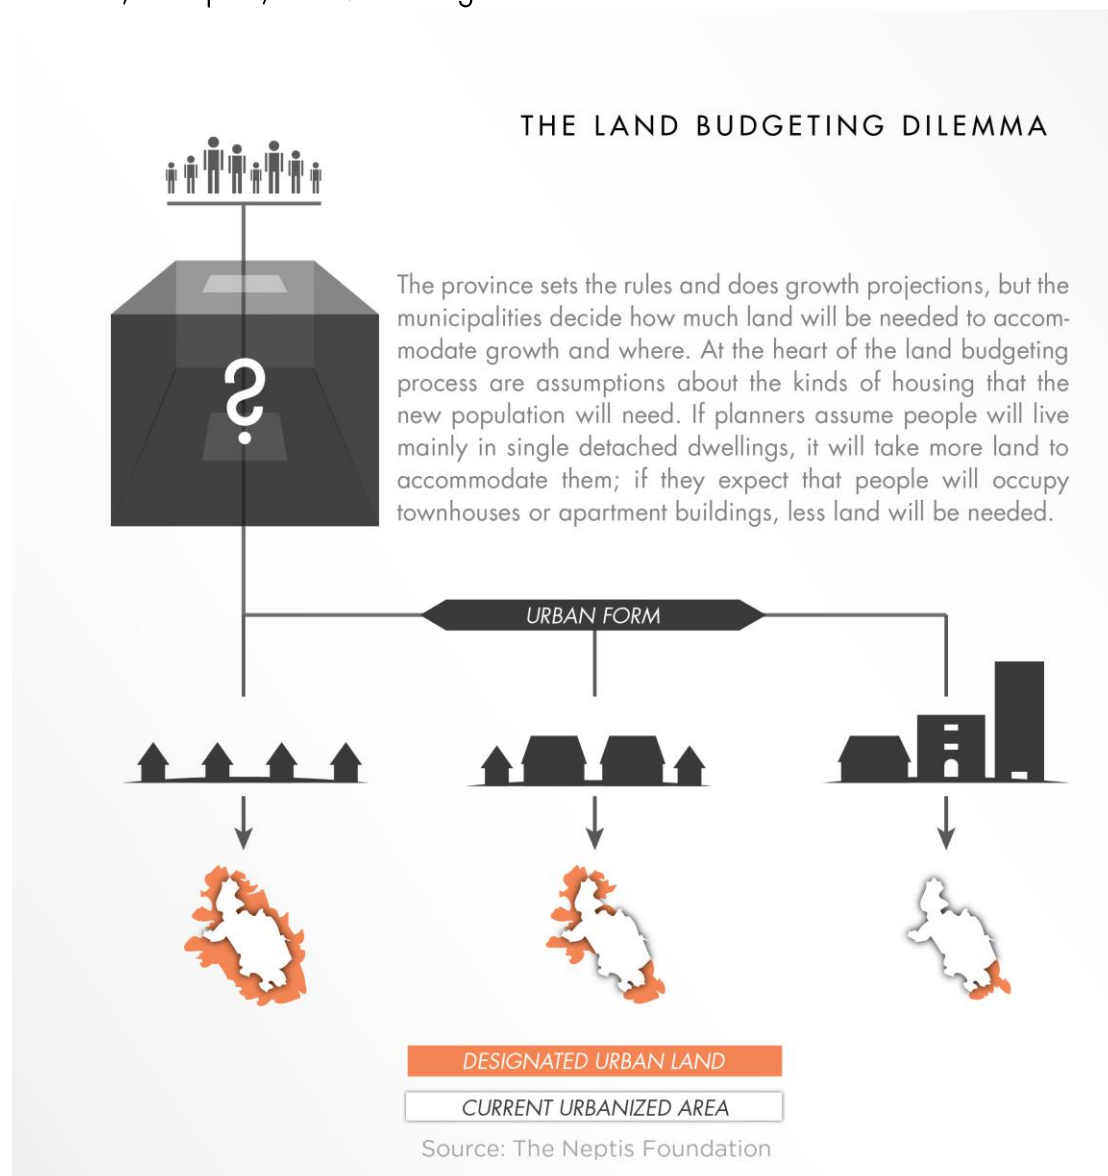 THE LAND BUDGETING DILEMMA
The province sets the rules and does growth projections, but the
municipalities decide how much land will be needed to accom-
modate growth and where. At the heart of the land budgeting
process are assumptions about the kinds of housing that the
new population will need. If planners assume people will live
mainly in single detached dwellings, it will take more land to
accommodate them; if they expect that people will occupy
townhouses or apartment buildings, less land will be needed.
?
URBAN FORM
DESIGNATED URBAN LAND
CURRENT URBANIZED AREA
Source: The Neptis Foundation